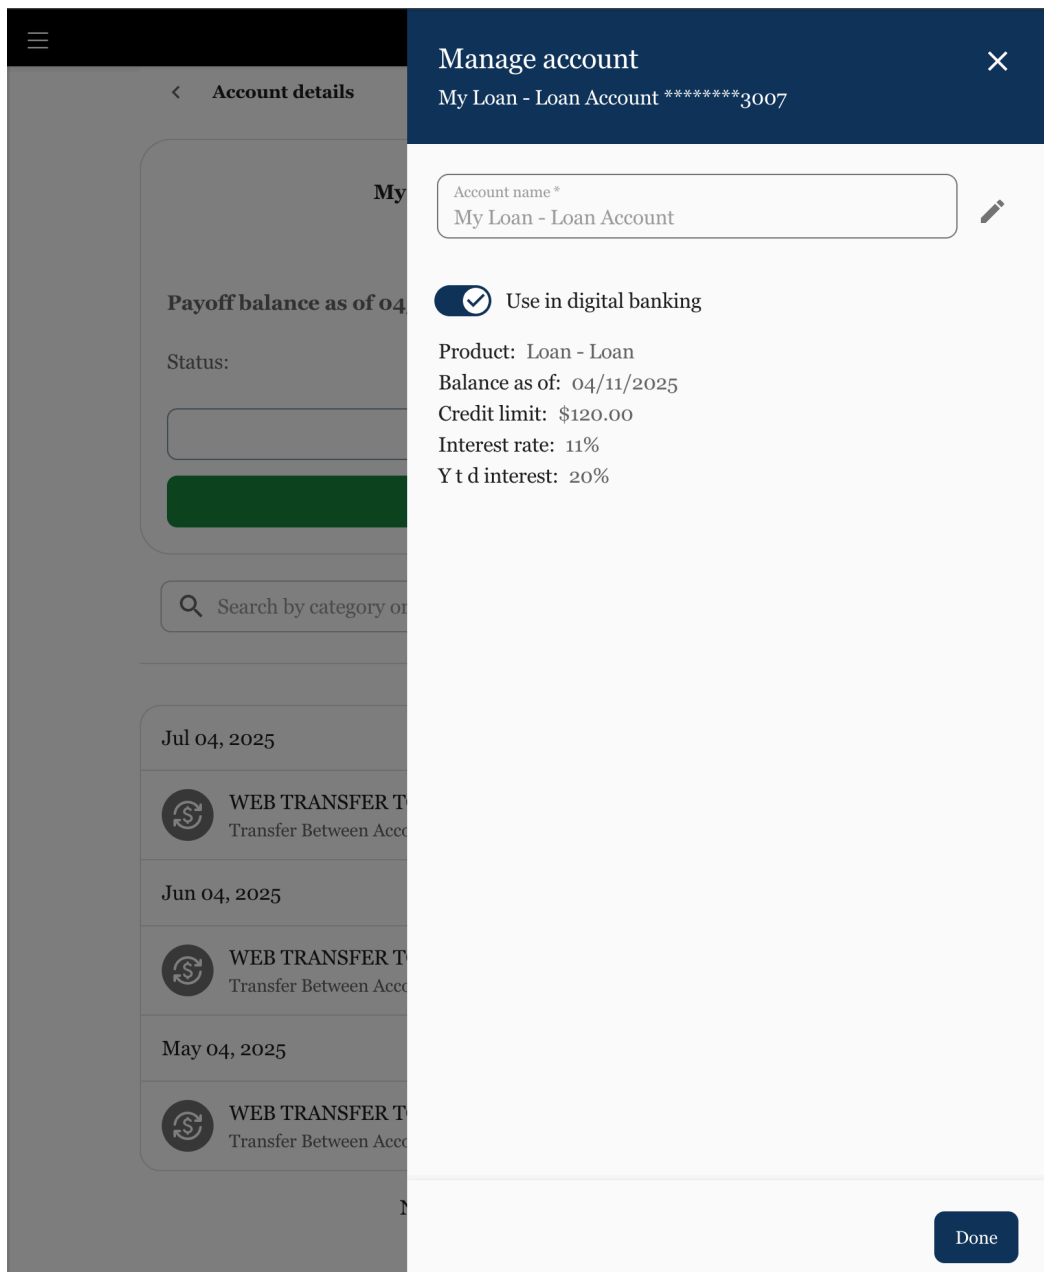 Manage account
My Loan - Loan Account ********3007
Account details
My
Payoff balance as of 04
Status:
Search by category or
Jul 04, 2025
WEB TRANSFER
Transfer Between
Jun 04, 2025
WEB TRANSFER
Transfer Between
May 04, 2025
WEB TRANSFER
Transfer Between
Account name *
My Loan - Loan Account
Use in digital banking
Product: Loan - Loan
Balance as of: 04/11/2025
Credit limit: $120.00
Interest rate: 11%
Y t d interest: 20%
Done